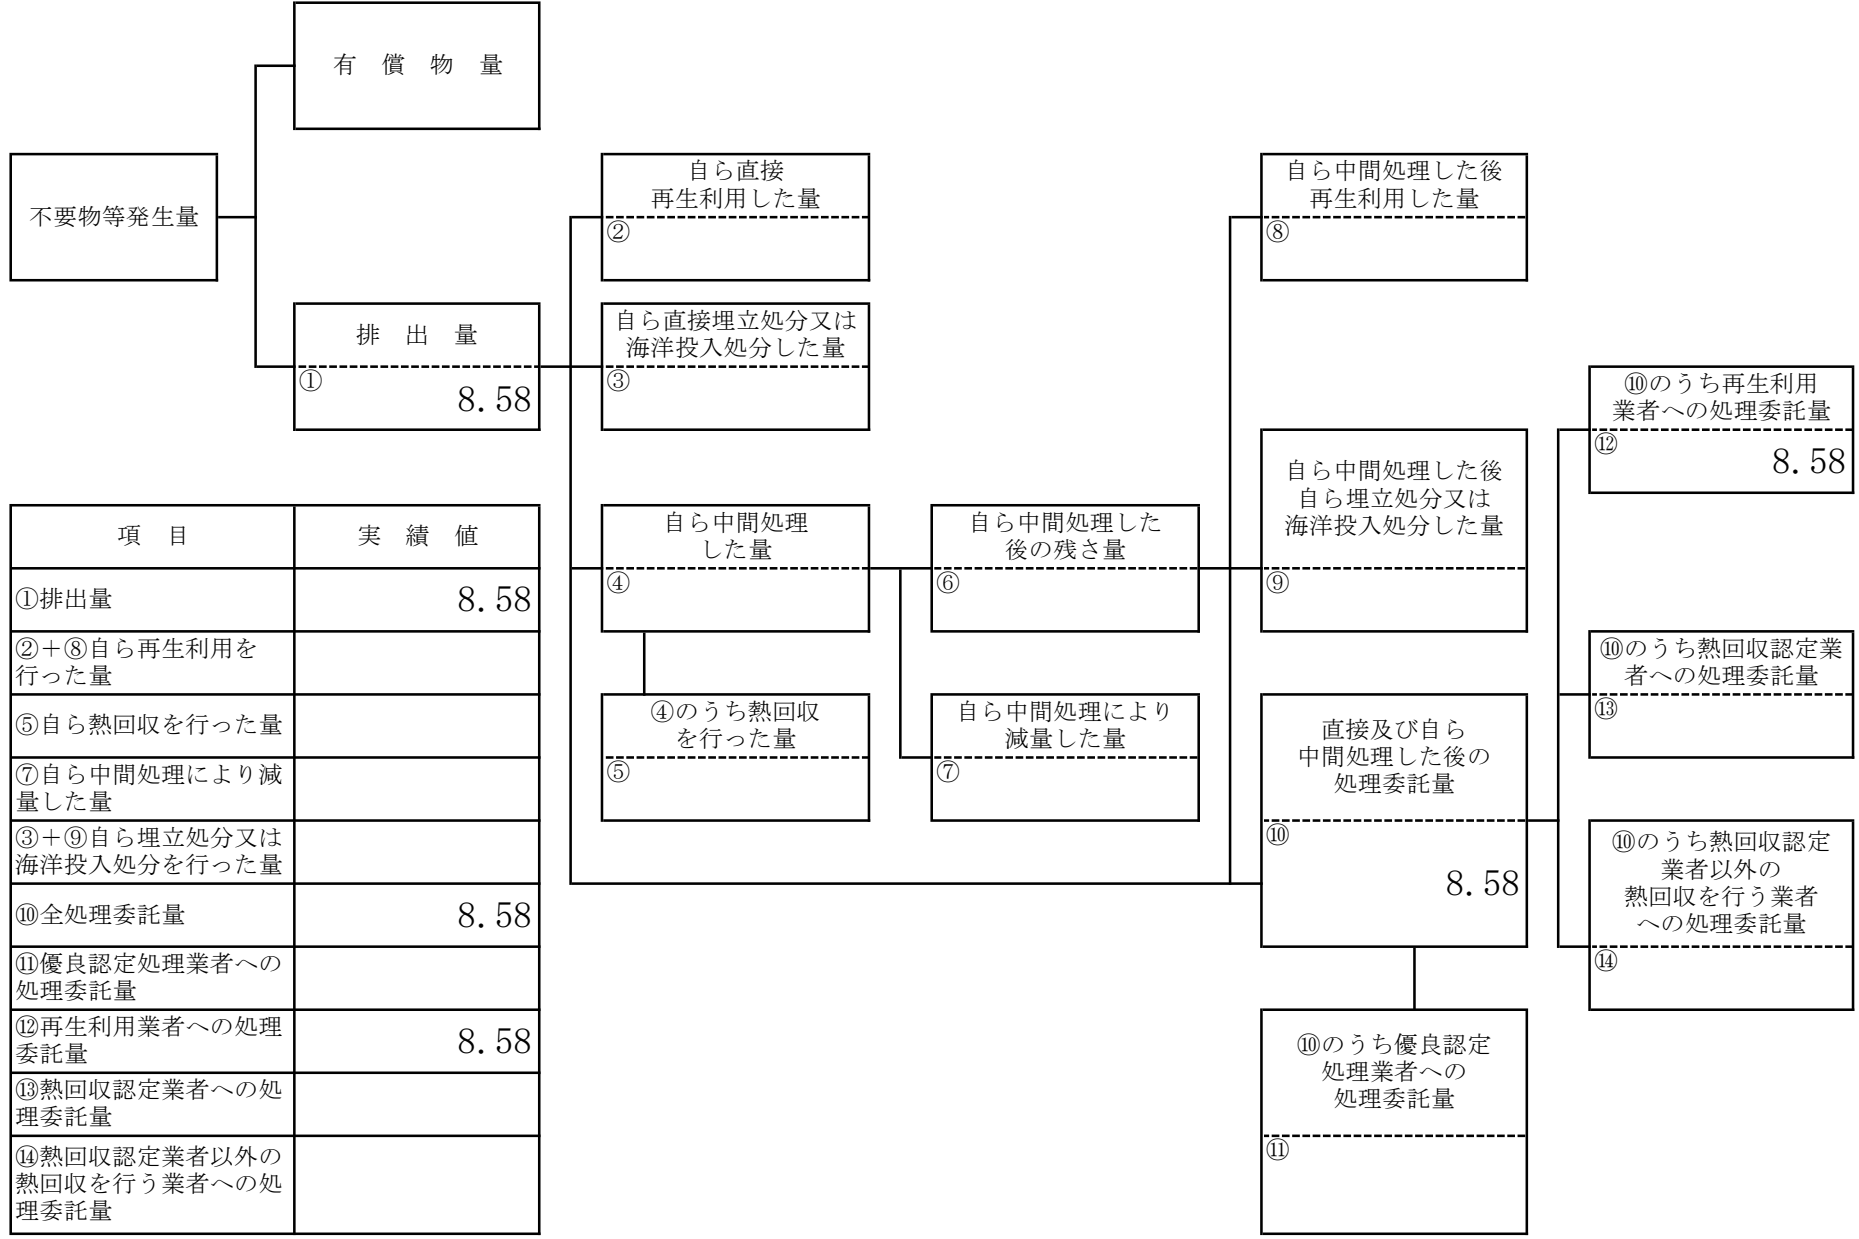 有　償　物　量
不要物等発生量
排　出　量
①
8.58
自ら直接
再生利用した量
②
自ら直接埋立処分又は
海洋投入処分した量
③
自ら中間処理
した量
④
④のうち熱回収
を行った量
⑤
自ら中間処理した
後の残さ量
⑥
自ら中間処理により
減量した量
⑦
自ら中間処理した後
再生利用した量
⑧
自ら中間処理した後
自ら埋立処分又は
海洋投入処分した量
⑨
直接及び自ら
中間処理した後の
処理委託量
⑩
8.58
⑩のうち優良認定
処理業者への
処理委託量
⑪
⑩のうち再生利用
業者への処理委託量
⑫
8.58
⑩のうち熱回収認定業
者への処理委託量
⑬
⑩のうち熱回収認定
業者以外の
熱回収を行う業者
への処理委託量
⑭
項　目　実　績　値
①排出量　8.58
②＋⑧自ら再生利用を
行った量
⑤自ら熱回収を行った量
⑦自ら中間処理により減
量した量
③＋⑨自ら埋立処分又は
海洋投入処分を行った量
⑩全処理委託量　8.58
⑪優良認定処理業者への
処理委託量
⑫再生利用業者への処理
委託量　8.58
⑬熱回収認定業者への処
理委託量
⑭熱回収認定業者以外の
熱回収を行う業者への処
理委託量